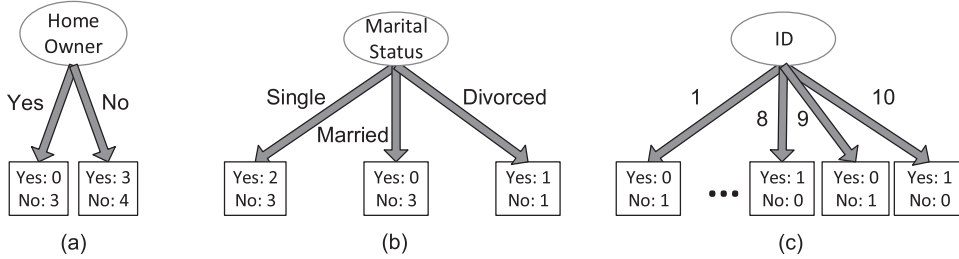 Home
Owner
Yes
No
Yes: 0
No: 3
Yes: 3
No: 4
(a)
Marital
Status
Single
Married
Divorced
Yes: 2
No: 3
Yes: 0
No: 3
Yes: 1
No: 1
(b)
ID
1
8
9
10
Yes: 0
No: 1
...
Yes: 1
No: 0
Yes: 0
No: 1
Yes: 1
No: 0
(c)